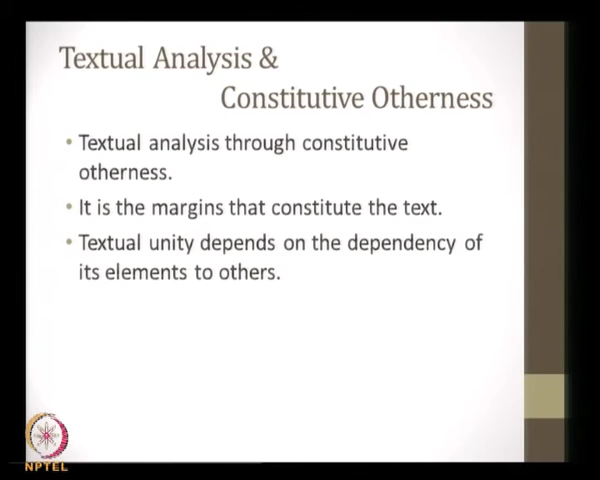 Textual Analysis &
Constitutive Otherness
• Textual analysis through constitutive
otherness.
• It is the margins that constitute the text.
• Textual unity depends on the dependency of
its elements to others.
NPTEL